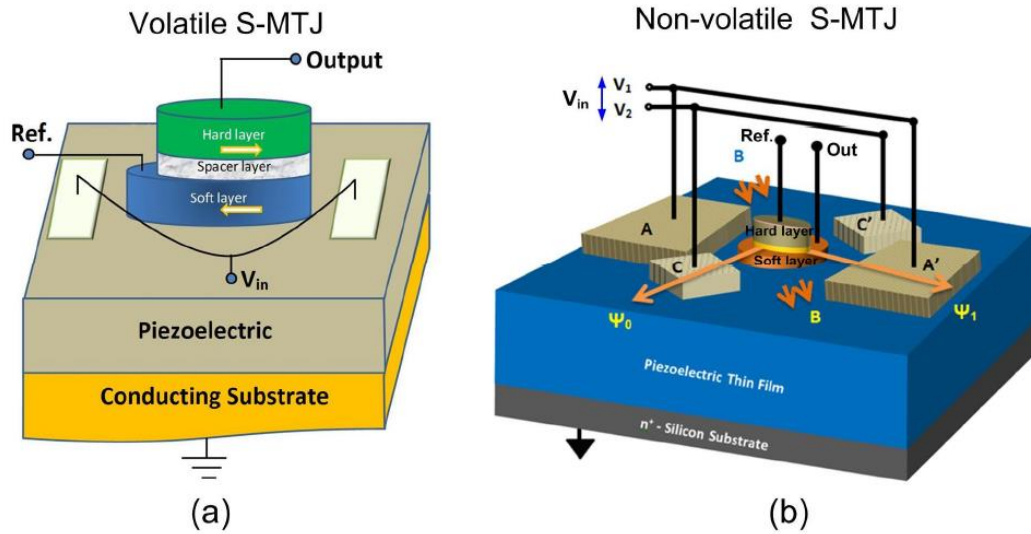 Volatile S-MTJ
Output
Ref.
Hard layer
Spacer layer
Soft layer
Vin
Piezoelectric
Conducting Substrate
(a)
Non-volatile S-MTJ
Vin
V1
V2
Ref.
Out
B
A
Hard layer
C'
C
Soft layer
A'
Ψ0
B
Ψ1
Piezoelectric Thin Film
n+ - Silicon Substrate
(b)